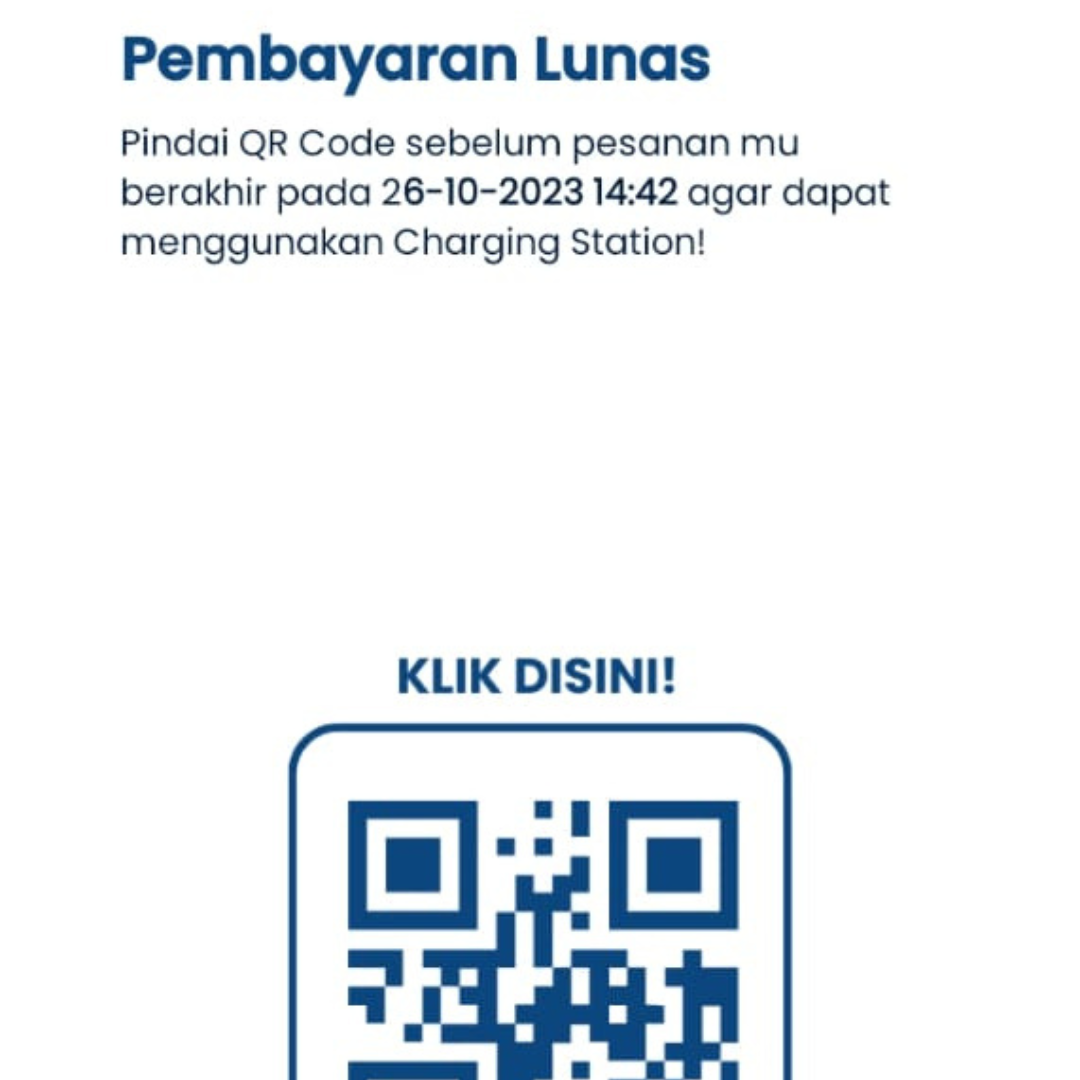 Pembayaran Lunas
Pindai QR Code sebelum pesanan mu
berakhir pada 26-10-2023 14:42 agar dapat
menggunakan Charging Station!
KLIK DISINI!